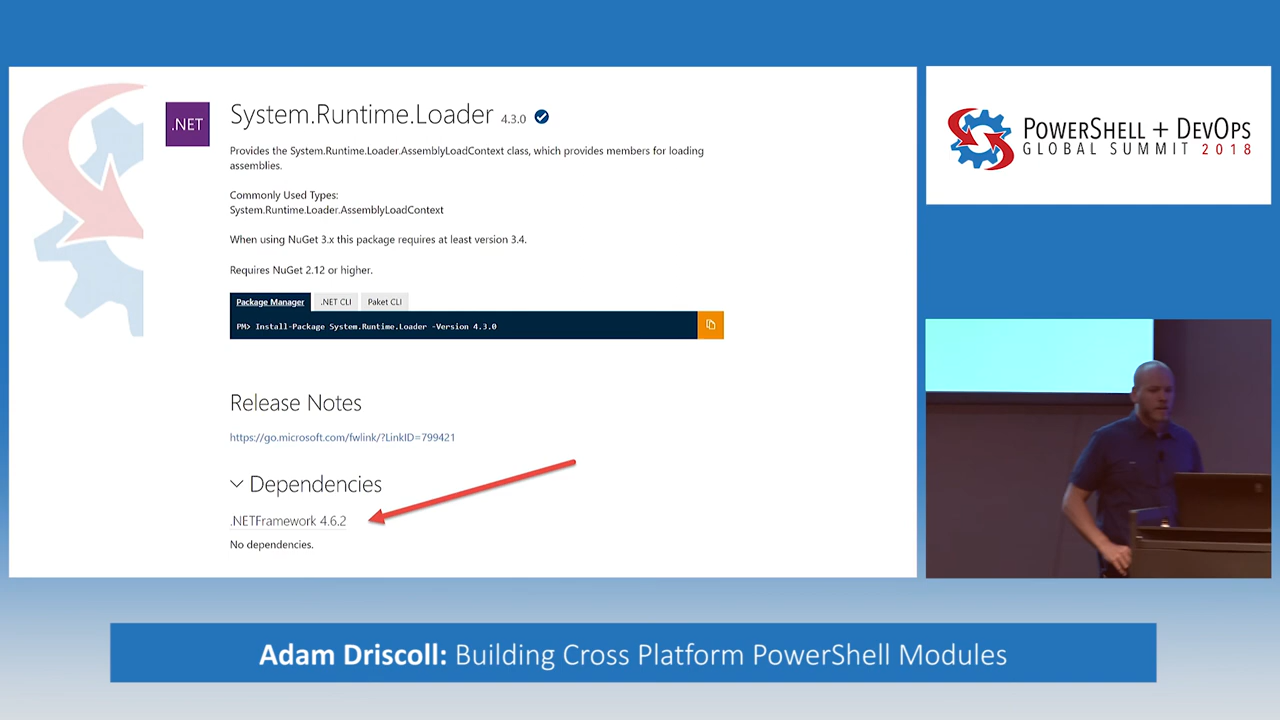 .NET
System.Runtime.Loader 4.3.0
Provides the System.Runtime.Loader.AssemblyLoadContext class, which provides members for loading
assemblies.
Commonly Used Types:
System.Runtime.Loader.AssemblyLoadContext
When using NuGet 3.x this package requires at least version 3.4.
Requires NuGet 2.12 or higher.
Package Manager .NET CLI Paket CLI
PM> Install-Package System.Runtime.Loader -Version 4.3.0
Release Notes
https://go.microsoft.com/fwlink/?LinkID=799421
Dependencies
.NETFramework 4.6.2
No dependencies.
POWERSHELL + DEVOPS
GLOBAL SUMMIT 2018
Adam Driscoll: Building Cross Platform PowerShell Modules